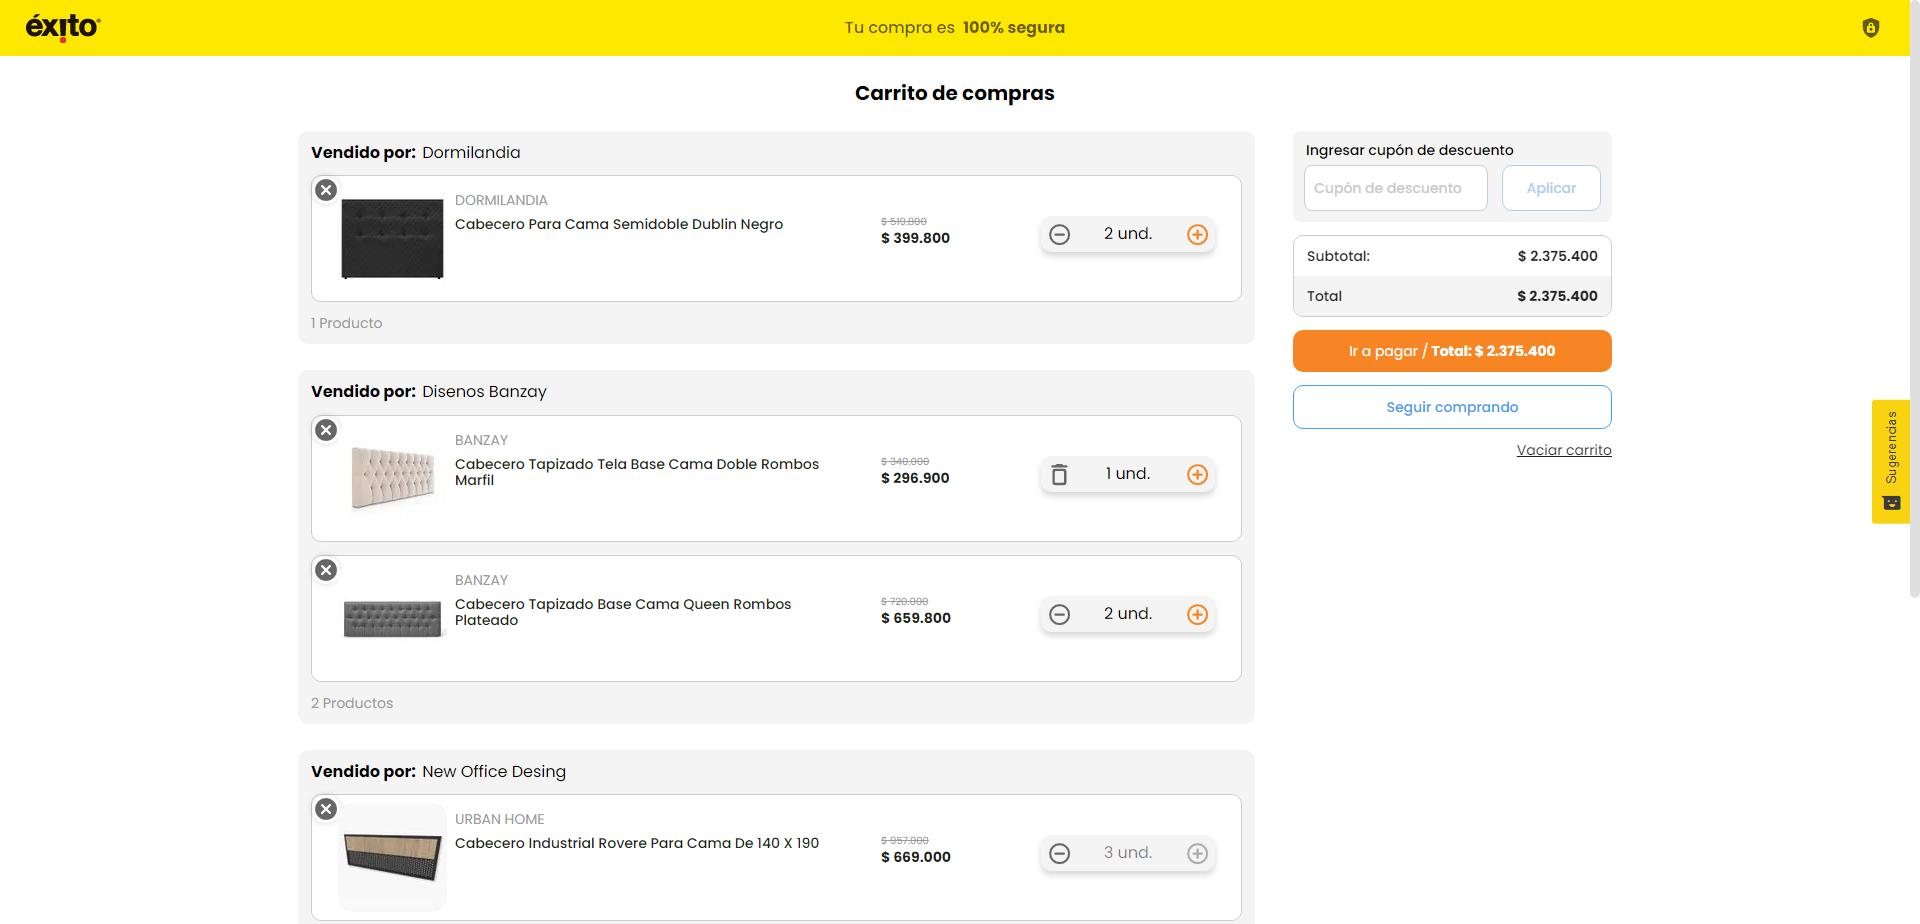 éxito
Tu compra es 100% segura
Carrito de compras
Vendido por: Dormilandia
DORMILANDIA
Cabecero Para Cama Semidoble Dublin Negro
$ 519.800
$ 399.800
2 und.
1 Producto
Vendido por: Disenos Banzay
BANZAY
Cabecero Tapizado Tela Base Cama Doble Rombos
Marfil
$ 340.000
$ 296.900
1 und.
BANZAY
Cabecero Tapizado Base Cama Queen Rombos
Plateado
$ 720.000
$ 659.800
2 und.
2 Productos
Vendido por: New Office Desing
URBAN HOME
Cabecero Industrial Rovere Para Cama De 140 X 190
$ 957.000
$ 669.000
3 und.
Ingresar cupón de descuento
Cupón de descuento
Aplicar
Subtotal: $ 2.375.400
Total $ 2.375.400
Ir a pagar / Total: $ 2.375.400
Seguir comprando
Vaciar carrito
Sugerencias